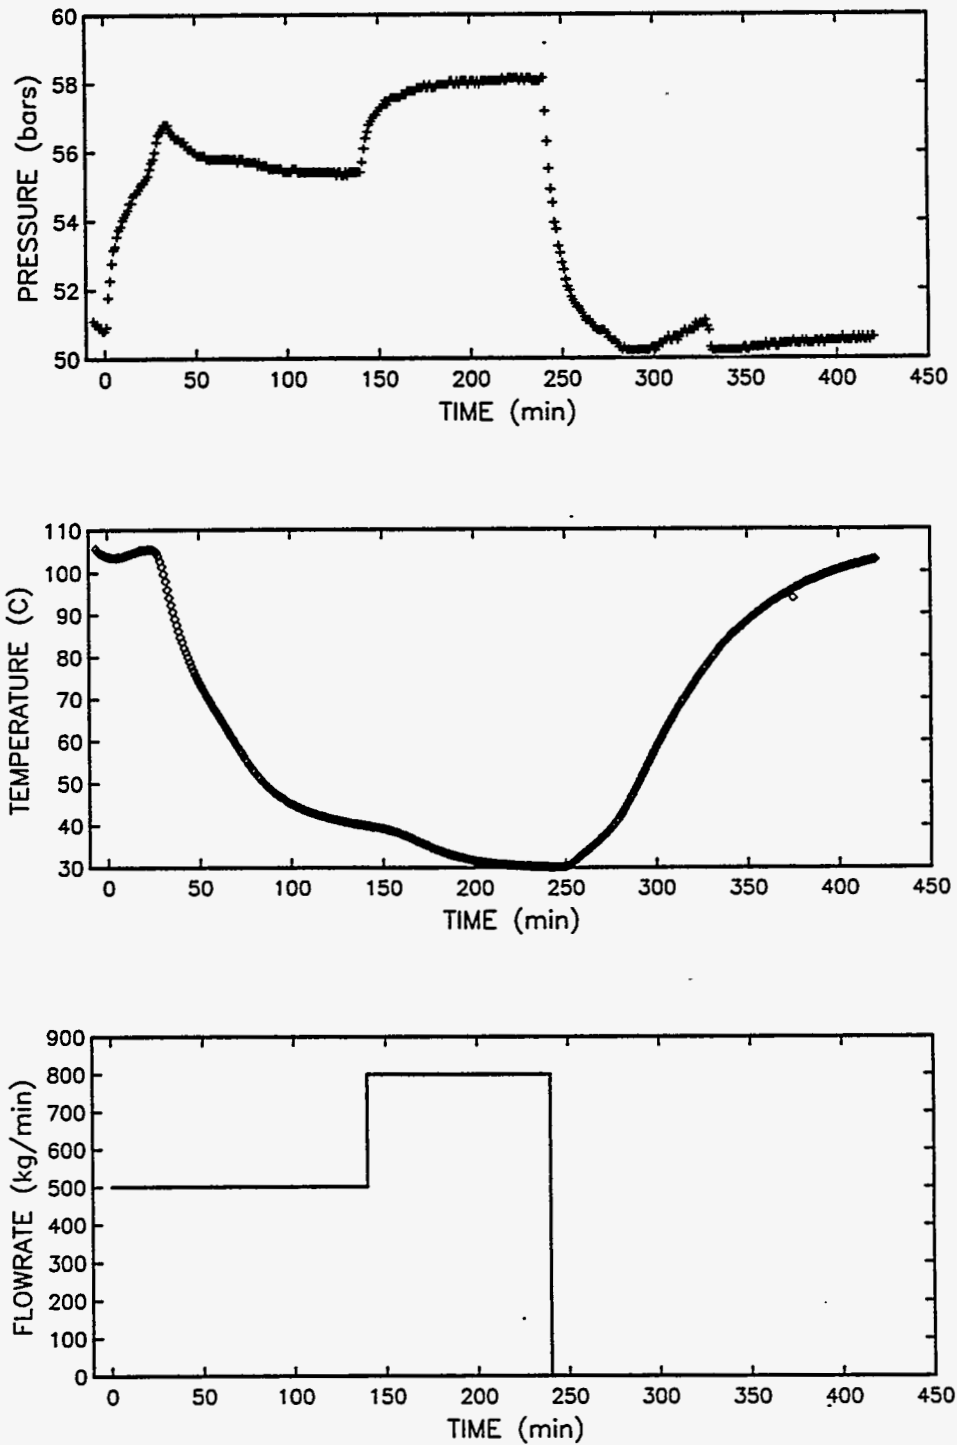 60
58
56
54
52
50
PRESSURE (bars)
0 50 100 150 200 250 300 350 400 450
TIME (min)
110
100
90
80
70
60
50
40
30
TEMPERATURE (C)
0 50 100 150 200 250 300 350 400 450
TIME (min)
900
800
700
600
500
400
300
200
100
0
FLOWRATE (kg/min)
0 50 100 150 200 250 300 350 400 450
TIME (min)